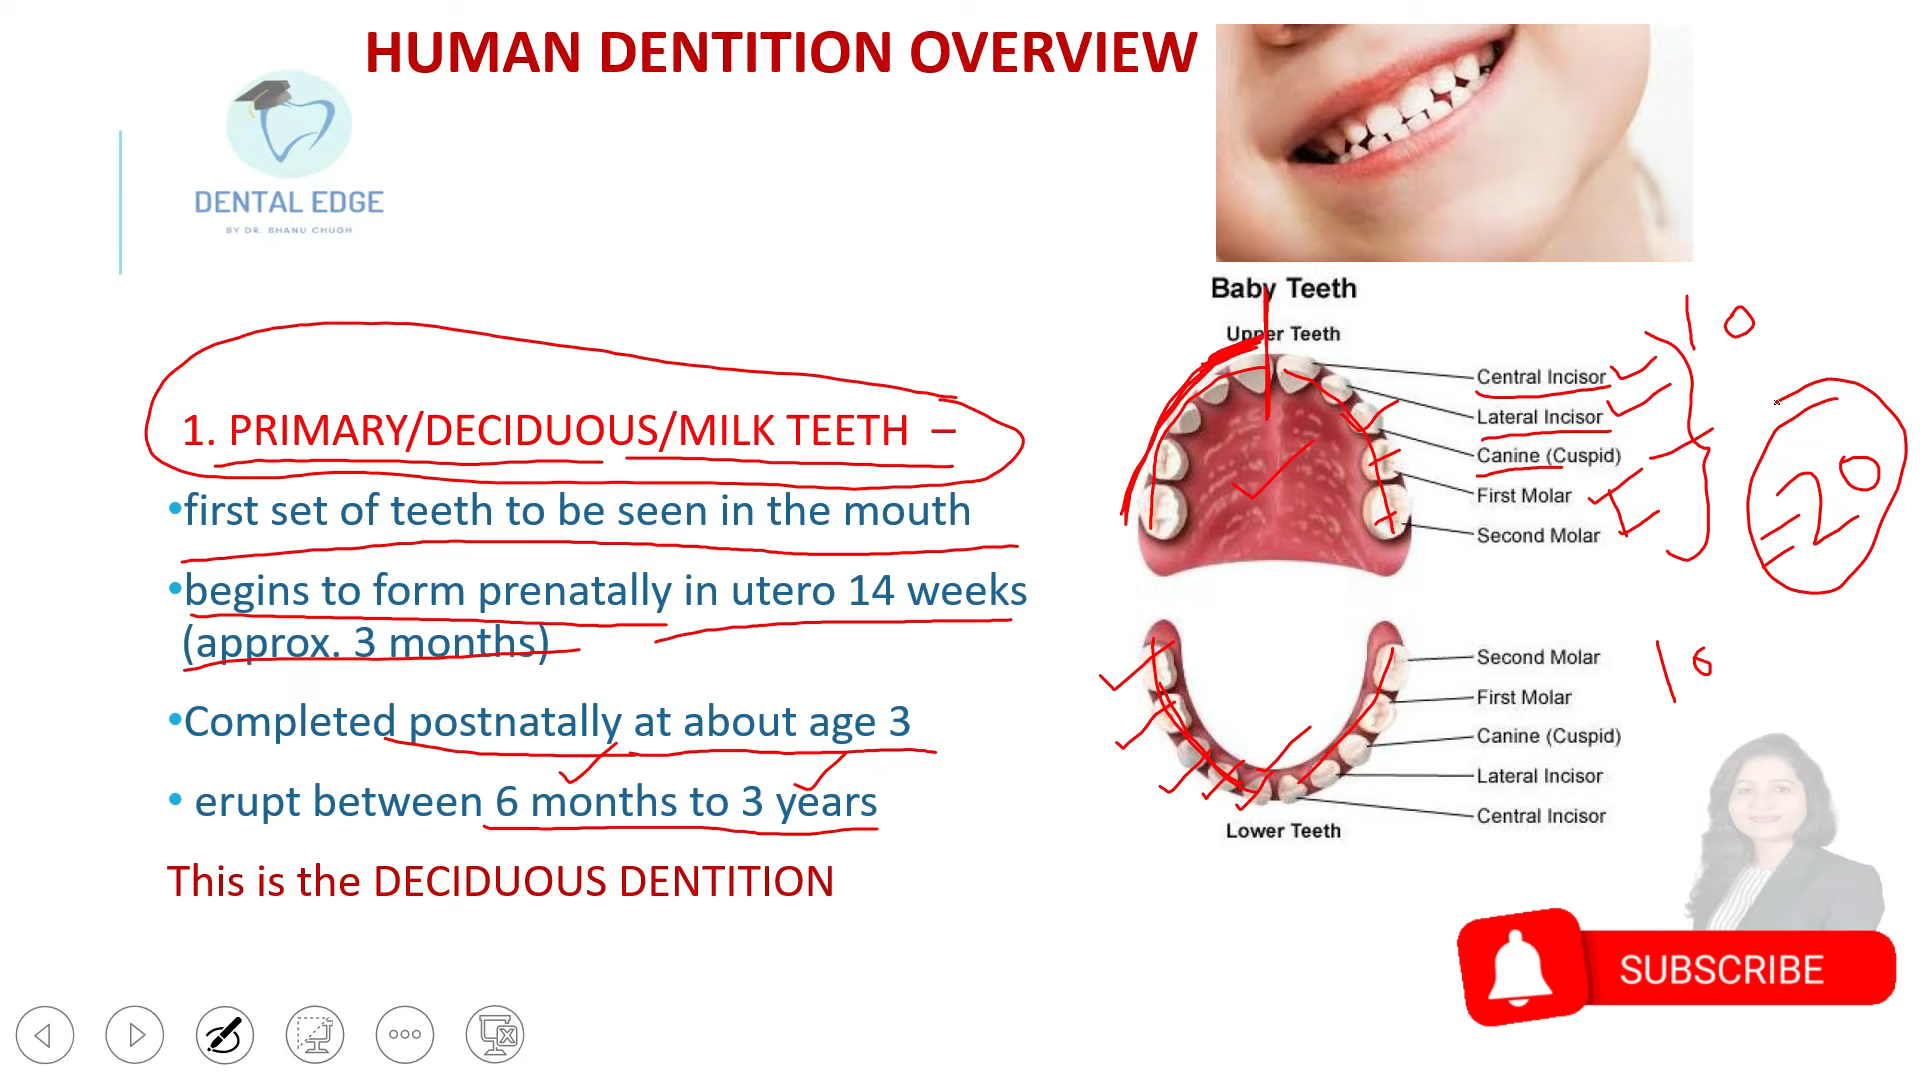 HUMAN DENTITION OVERVIEW
DENTAL EDGE
BY DR. BHANU CHUGH
1. PRIMARY/DECIDUOUS/MILK TEETH –
•first set of teeth to be seen in the mouth
•begins to form prenatally in utero 14 weeks
(approx. 3 months)
•Completed postnatally at about age 3
• erupt between 6 months to 3 years
This is the DECIDUOUS DENTITION
Baby Teeth
Upper Teeth
Central Incisor
Lateral Incisor
Canine (Cuspid)
First Molar
Second Molar
10
20
Second Molar
First Molar
Canine (Cuspid)
Lateral Incisor
Central Incisor
Lower Teeth
10
SUBSCRIBE